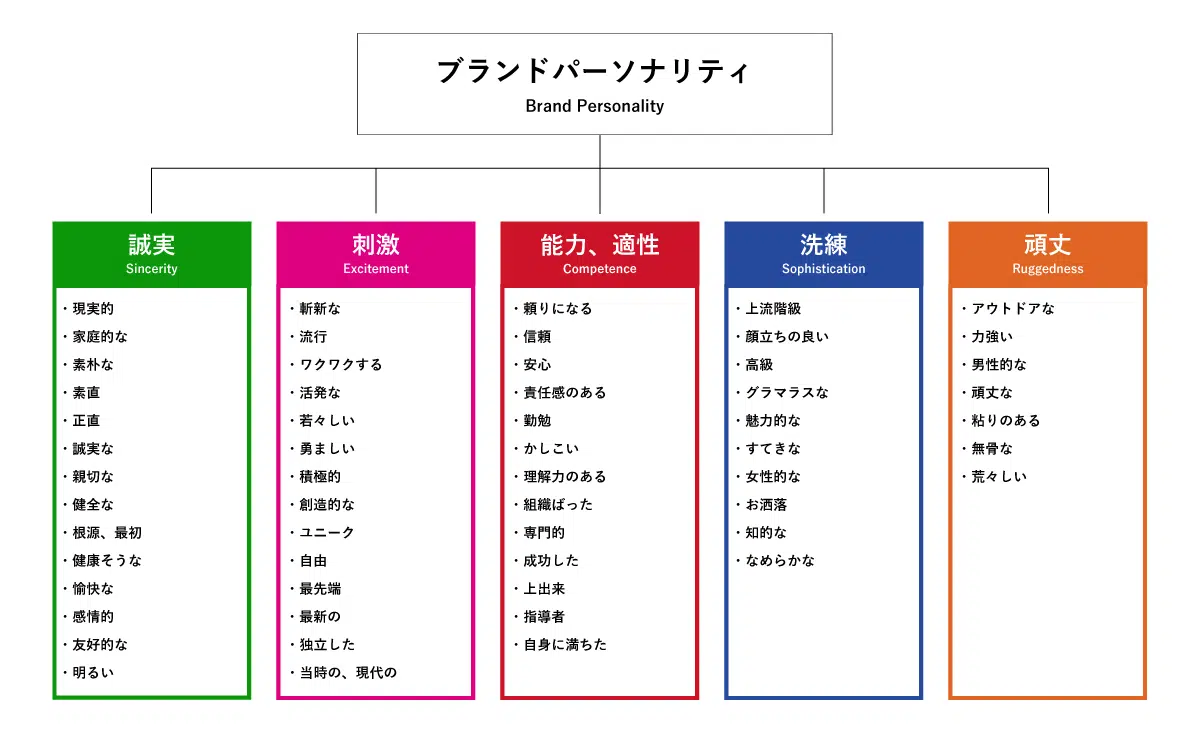 ブランドパーソナリティ
Brand Personality
誠実
Sincerity
・現実的
・家庭的な
・素朴な
・素直
・正直
・誠実な
・親切な
・健全な
・根源、最初
・健康そうな
・愉快な
・感情的
・友好的な
・明るい
刺激
Excitement
・斬新な
・流行
・ワクワクする
・活発な
・若々しい
・勇ましい
・積極的
・創造的な
・ユニーク
・自由
・最先端
・最新の
・独立した
・当時の、現代の
能力、適性
Competence
・頼りになる
・信頼
・安心
・責任感のある
・勤勉
・かしこい
・理解力のある
・組織ばった
・専門的
・成功した
・上出来
・指導者
・自身に満ちた
洗練
Sophistication
・上流階級
・顔立ちの良い
・高級
・グラマラスな
・魅力的な
・すてきな
・女性的な
・お洒落
・知的な
・なめらかな
頑丈
Ruggedness
・アウトドアな
・力強い
・男性的な
・頑丈な
・粘りのある
・無骨な
・荒々しい